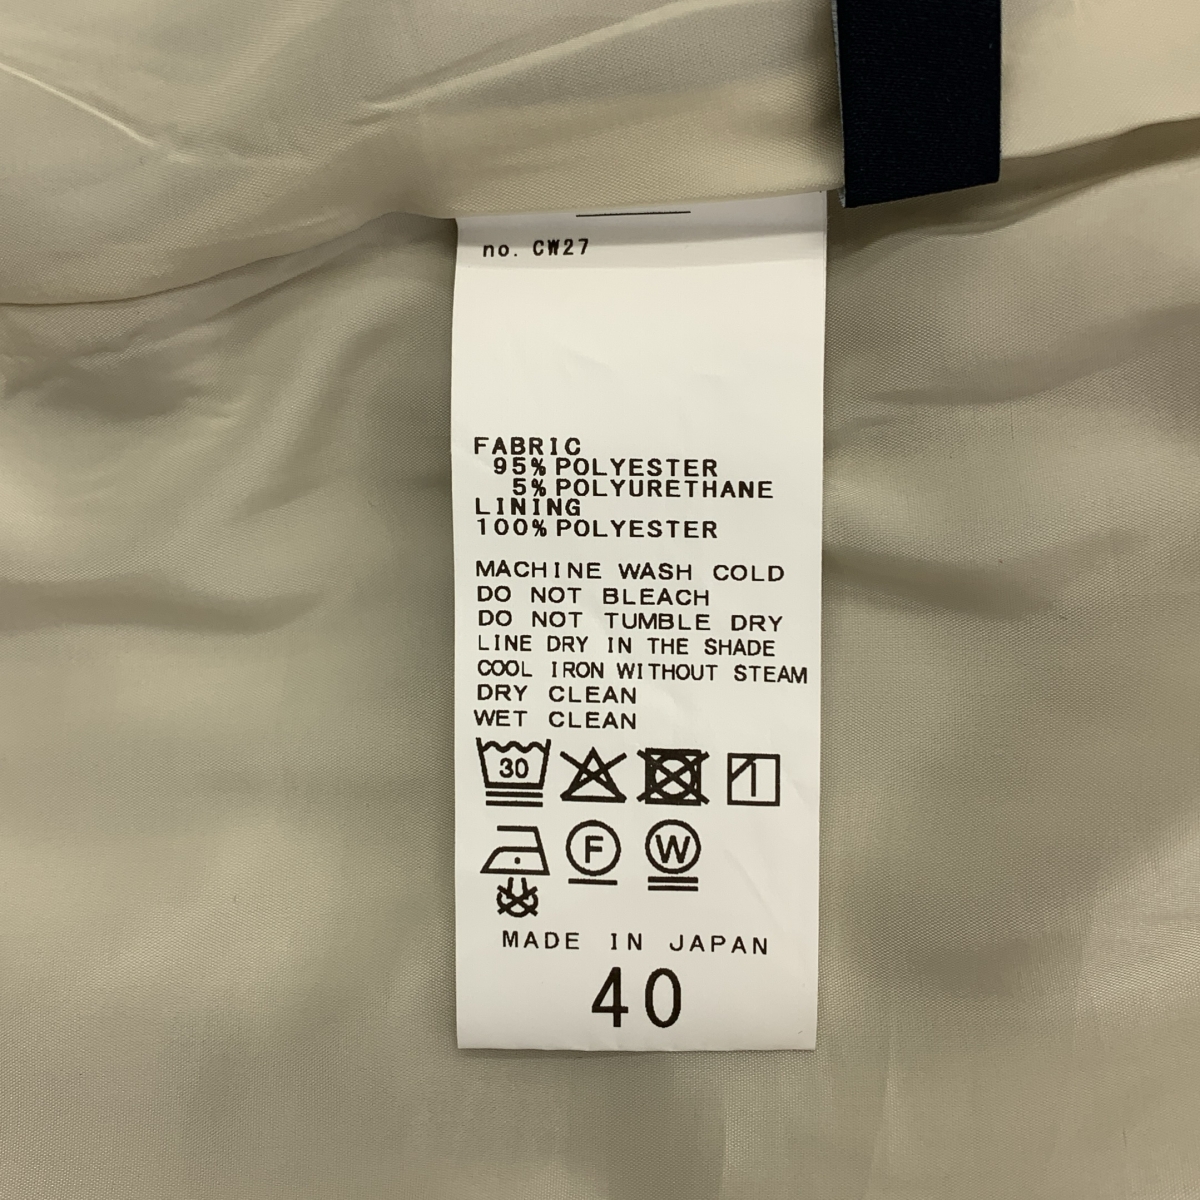 no. CW27
FABRIC
95% POLYESTER
5% POLYURETHANE
LINING
100% POLYESTER
MACHINE WASH COLD
DO NOT BLEACH
DO NOT TUMBLE DRY
LINE DRY IN THE SHADE
COOL IRON WITHOUT STEAM
DRY CLEAN
WET CLEAN
30
F W
MADE IN JAPAN
40